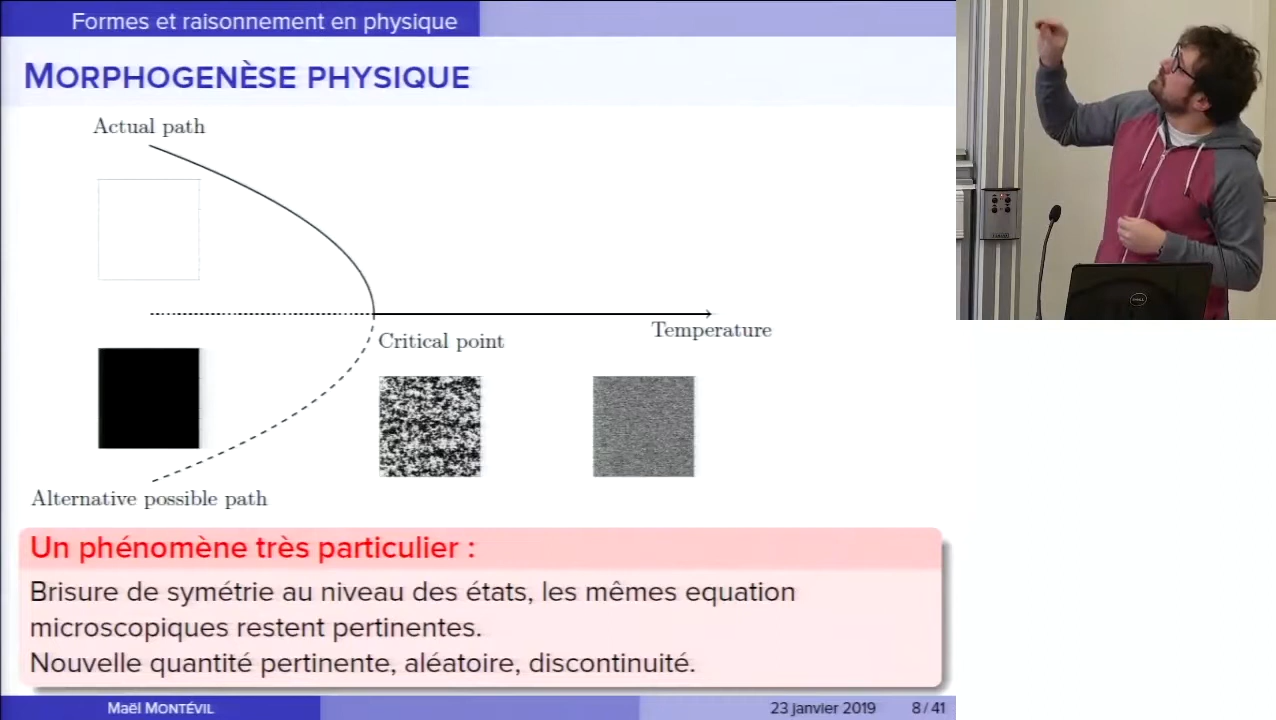 Formes et raisonnement en physique
MORPHOGENÈSE PHYSIQUE
Actual path
Temperature
Critical point
Alternative possible path
Un phénomène très particulier :
Brisure de symétrie au niveau des états, les mêmes equation
microscopiques restent pertinentes.
Nouvelle quantité pertinente, aléatoire, discontinuité.
Maël MONTÉVIL
23 janvier 2019
8 / 41
DELL